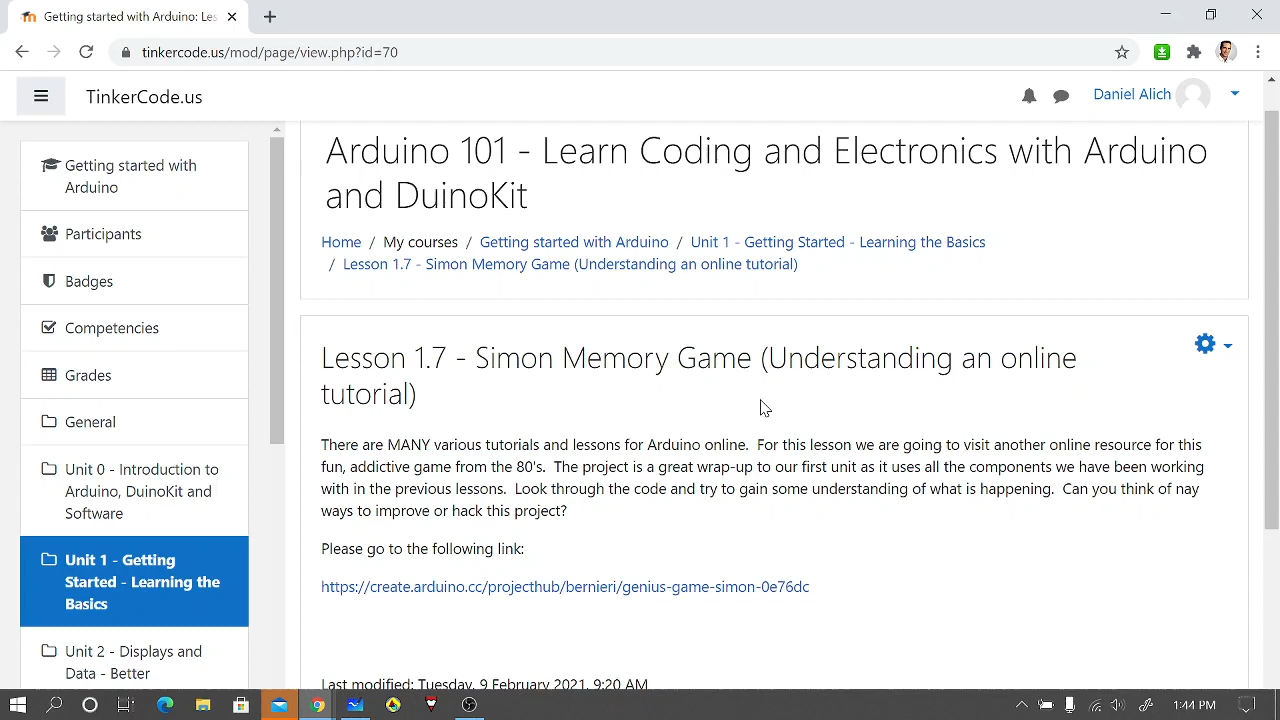 Getting started with Arduino: Les
tinkercode.us/mod/page/view.php?id=70
TinkerCode.us
Daniel Alich
Getting started with
Arduino
Participants
Badges
Competencies
Grades
General
Unit 0 - Introduction to
Arduino, DuinoKit and
Software
Unit 1 - Getting
Started - Learning the
Basics
Unit 2 - Displays and
Data - Better
Arduino 101 - Learn Coding and Electronics with Arduino
and DuinoKit
Home / My courses / Getting started with Arduino / Unit 1 - Getting Started - Learning the Basics
/ Lesson 1.7 - Simon Memory Game (Understanding an online tutorial)
Lesson 1.7 - Simon Memory Game (Understanding an online
tutorial)
There are MANY various tutorials and lessons for Arduino online. For this lesson we are going to visit another online resource for this
fun, addictive game from the 80's. The project is a great wrap-up to our first unit as it uses all the components we have been working
with in the previous lessons. Look through the code and try to gain some understanding of what is happening. Can you think of nay
ways to improve or hack this project?
Please go to the following link:
https://create.arduino.cc/projecthub/bernieri/genius-game-simon-0e76dc
Last modified: Tuesday, 9 February 2021, 9:20 AM
1:44 PM